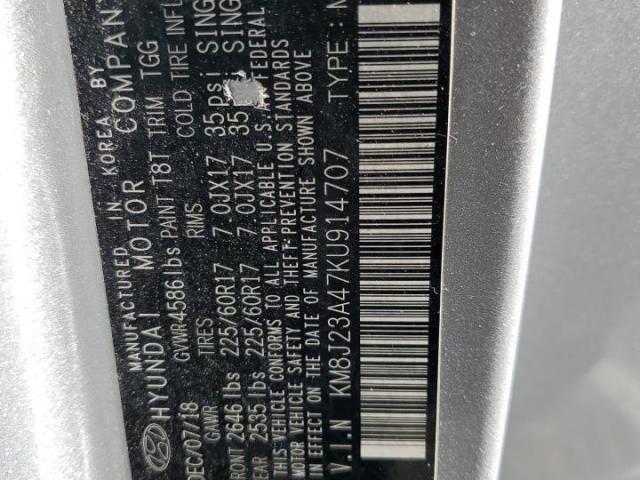 MANUFACTURED IN KOREA BY
HYUNDAI MOTOR COMPANY
DEC/07/18 GVWR 4586lbs PAINT T8T TRIM TGG
GAWR TIRES RIMS COLD TIRE INFL
FRONT 2646 lbs 225/60R17 7.0JX17 35psi SING
REAR 2535 lbs 225/60R17 7.0JX17 35 SING
THIS VEHICLE CONFORMS TO ALL APPLICABLE U.S FEDERAL
MOTOR VEHICLE SAFETY AND THEFT-PREVENTION STANDARDS
IN EFFECT ON THE DATE OF MANUFACTURE SHOWN ABOVE
V.I.N KM8J23A47KU914707 TYPE: